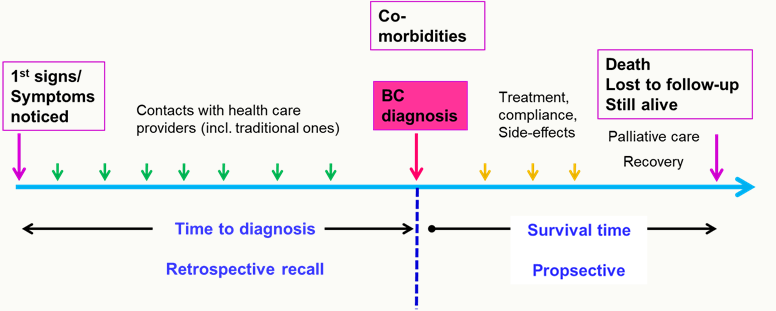 Co-
morbidities
1st signs/
Symptoms
noticed
Contacts with health care
providers (incl. traditional ones)
BC
diagnosis
Treatment,
compliance,
Side-effects
Death
Lost to follow-up
Still alive
Palliative care
Recovery
Time to diagnosis
Retrospective recall
Survival time
Propsective